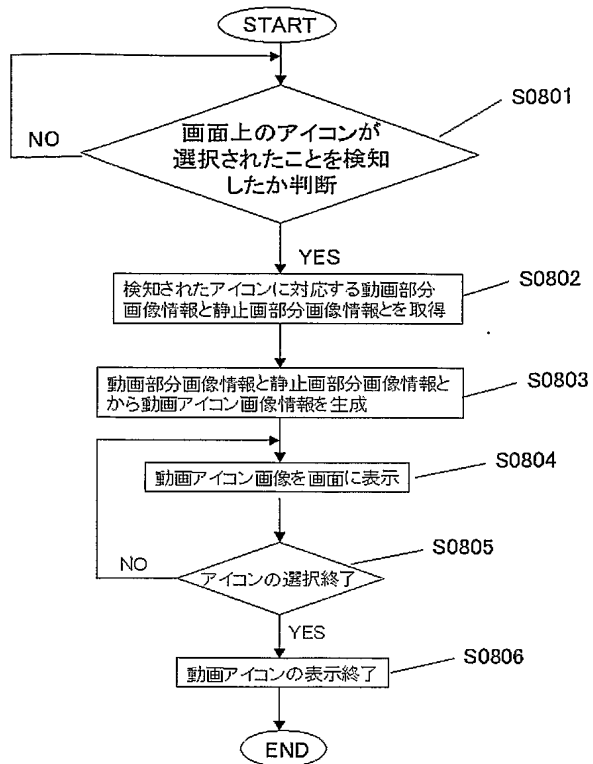 START
S0801
画面上のアイコンが
選択されたことを検知
したか判断
NO
YES
S0802
検知されたアイコンに対応する動画部分
画像情報と静止画部分画像情報とを取得
S0803
動画部分画像情報と静止画部分画像情報と
から動画アイコン画像情報を生成
S0804
動画アイコン画像を画面に表示
S0805
NO
アイコンの選択終了
YES
S0806
動画アイコンの表示終了
END